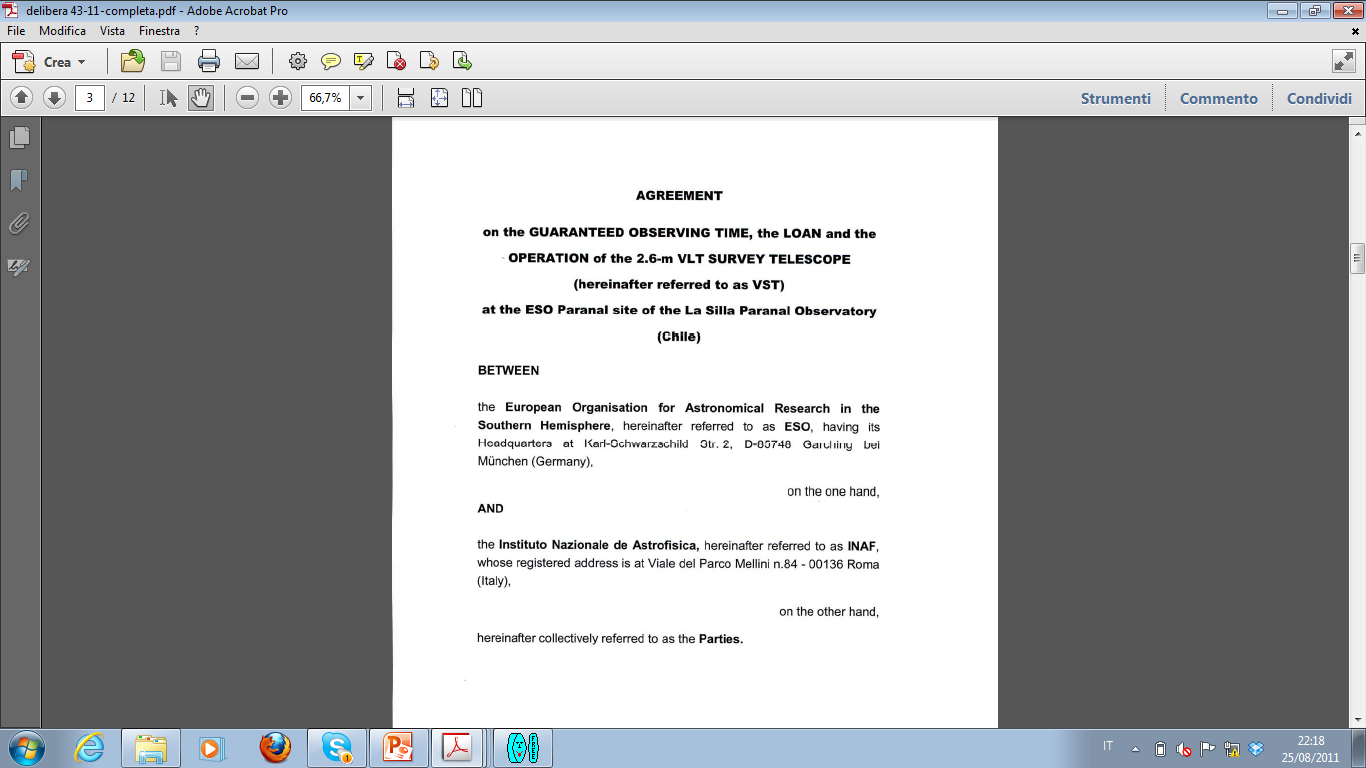 delibera 43-11-completa.pdf - Adobe Acrobat Pro
File Modifica Vista Finestra ?
Crea
3 / 12 66,7% Strumenti Commento Condividi
AGREEMENT
on the GUARANTEED OBSERVING TIME, the LOAN and the
OPERATION of the 2.6-m VLT SURVEY TELESCOPE
(hereinafter referred to as VST)
at the ESO Paranal site of the La Silla Paranal Observatory
(Chile)
BETWEEN
the European Organisation for Astronomical Research in the
Southern Hemisphere, hereinafter referred to as ESO, having its
Headquarters at Karl-Schwarzschild Str. 2, D-85748 Garching bei
München (Germany),
on the one hand,
AND
the Instituto Nazionale de Astrofisica, hereinafter referred to as INAF,
whose registered address is at Viale del Parco Mellini n.84 - 00136 Roma
(Italy),
on the other hand,
hereinafter collectively referred to as the Parties.
IT
22:18
25/08/2011